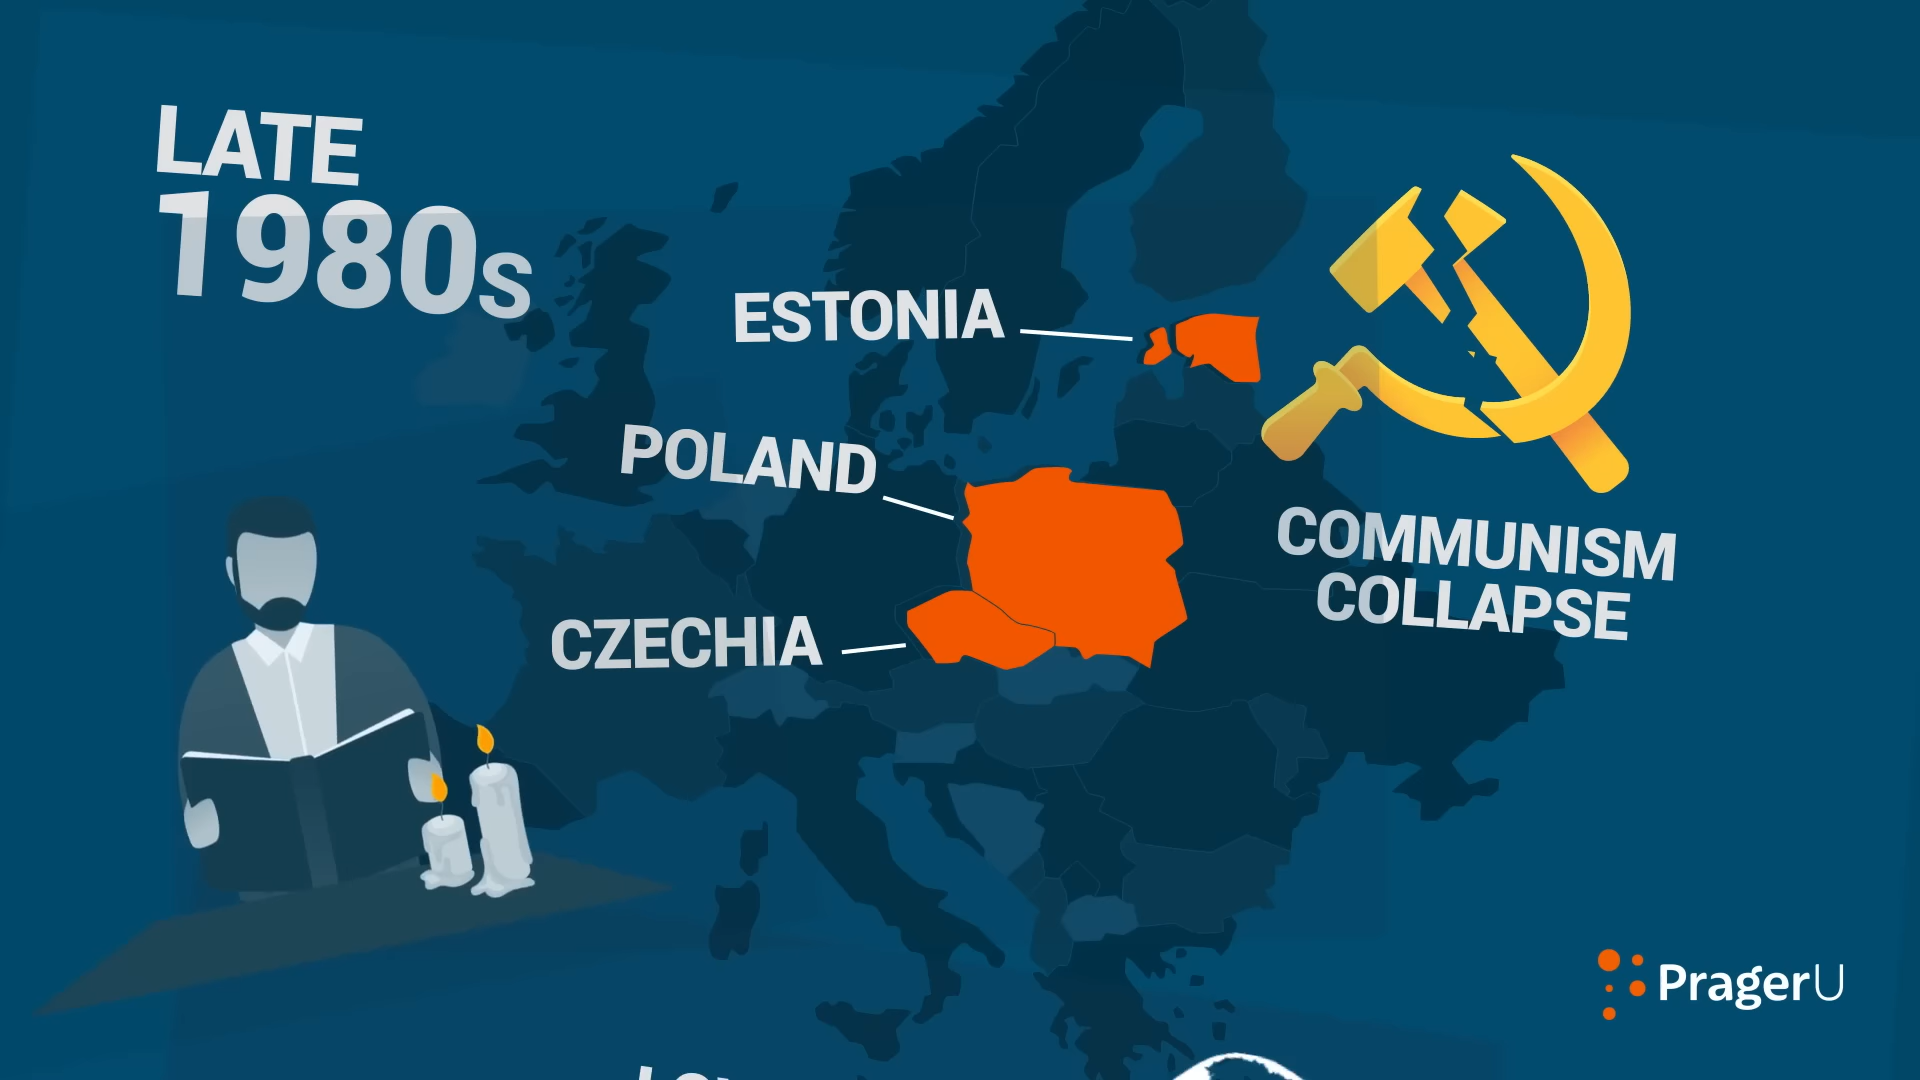 LATE
1980s
ESTONIA
POLAND
CZECHIA
COMMUNISM
COLLAPSE
PragerU